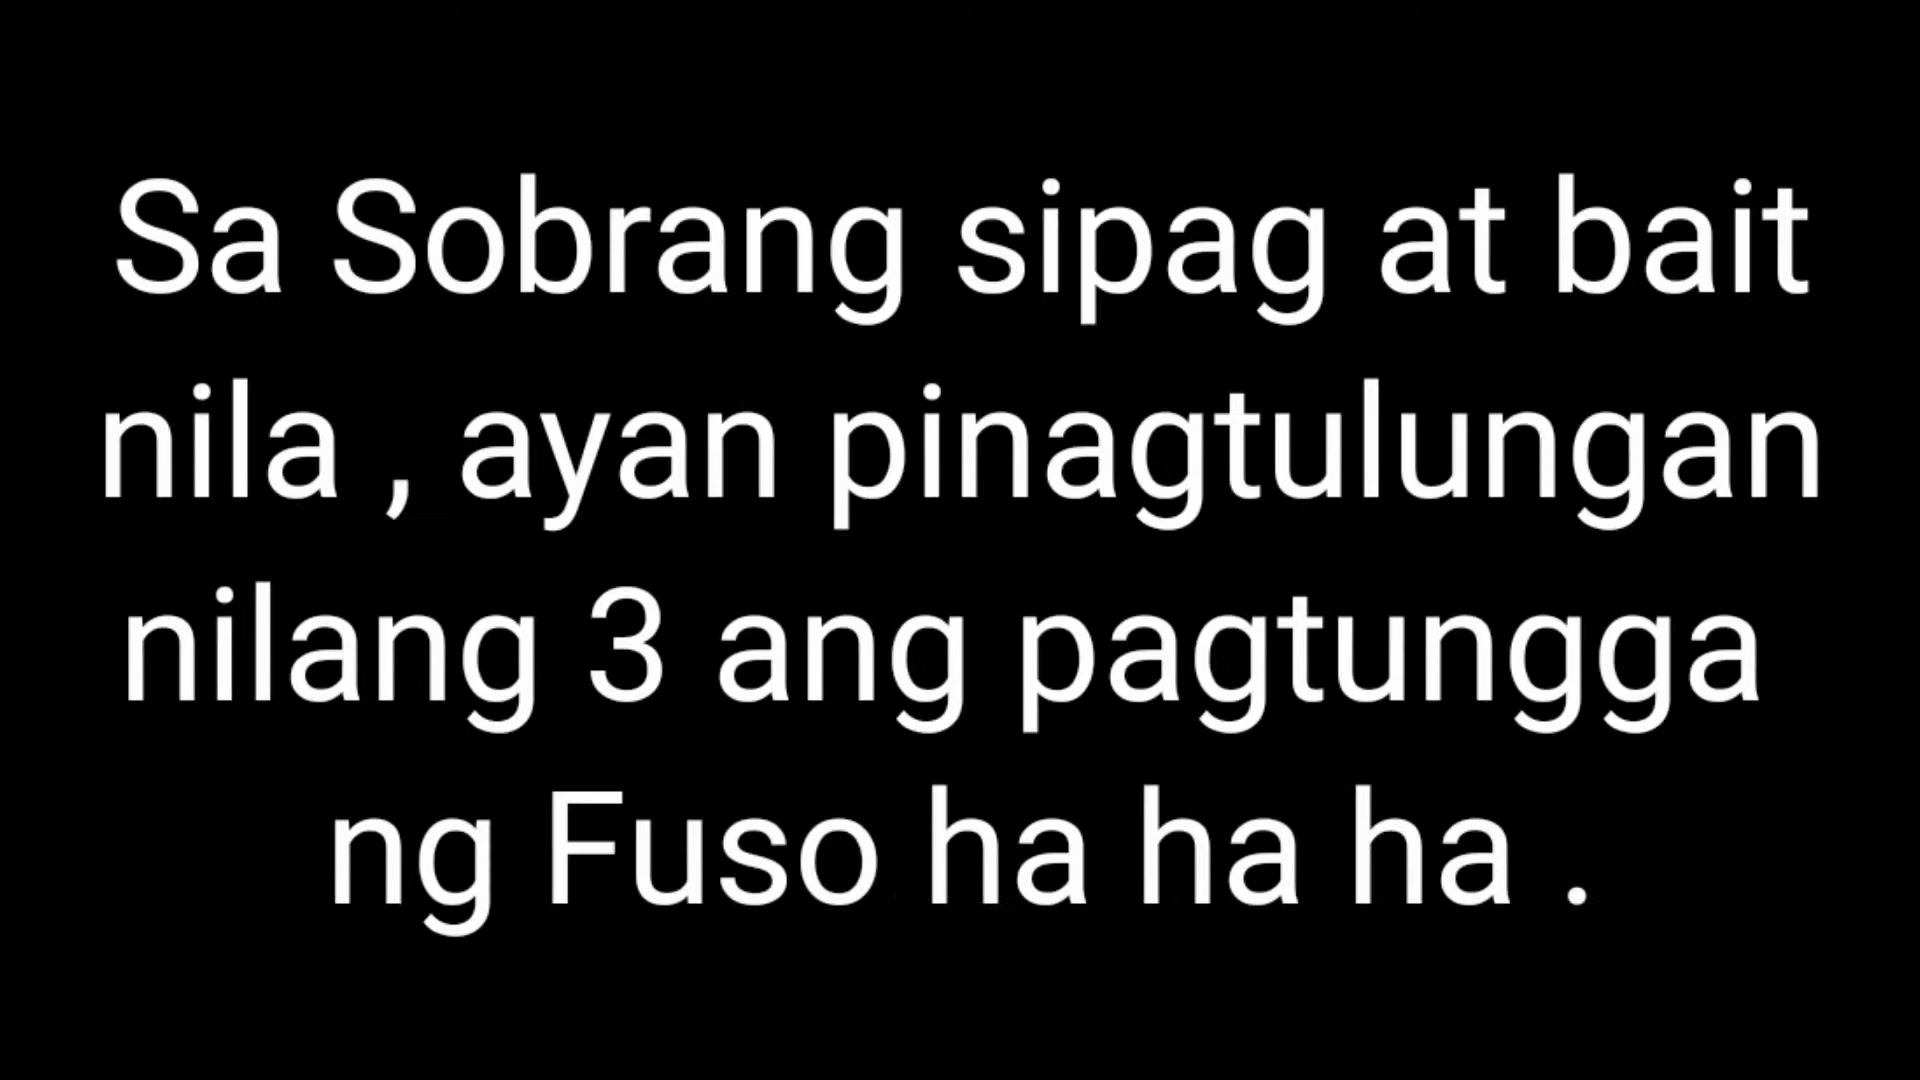 Sa Sobrang sipag at bait
nila , ayan pinagtulungan
nilang 3 ang pagtungga
ng Fuso ha ha ha .